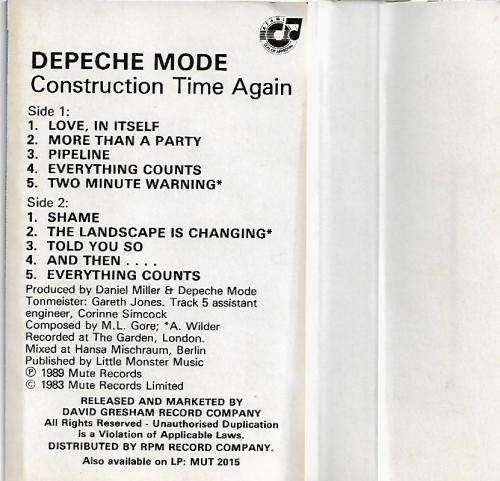 DEPECHE MODE
Construction Time Again
Side 1:
1. LOVE, IN ITSELF
2. MORE THAN A PARTY
3. PIPELINE
4. EVERYTHING COUNTS
5. TWO MINUTE WARNING*
Side 2:
1. SHAME
2. THE LANDSCAPE IS CHANGING*
3. TOLD YOU SO
4. AND THEN . . . .
5. EVERYTHING COUNTS
Produced by Daniel Miller & Depeche Mode
Tonmeister: Gareth Jones. Track 5 assistant
engineer, Corinne Simcock
Composed by M.L. Gore; *A. Wilder
Recorded at The Garden, London.
Mixed at Hansa Mischraum, Berlin
Published by Little Monster Music
℗ 1989 Mute Records
© 1983 Mute Records Limited
RELEASED AND MARKETED BY
DAVID GRESHAM RECORD COMPANY
All Rights Reserved - Unauthorised Duplication
is a Violation of Applicable Laws.
DISTRIBUTED BY RPM RECORD COMPANY.
Also available on LP: MUT 2015